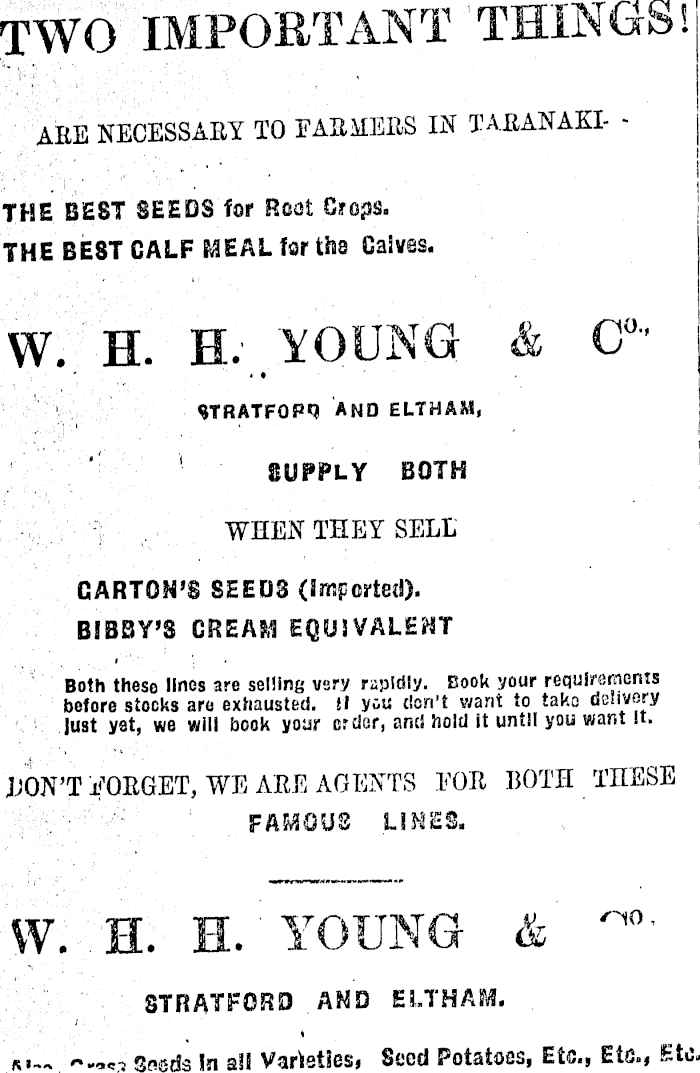 TWO IMPORTANT THINGS!
ARE NECESSARY TO FARMERS IN TARANAKI-
THE BEST SEEDS for Root Crops.
THE BEST CALF MEAL for the Calves.
W. H. H. YOUNG & Co.,
STRATFORD AND ELTHAM,
SUPPLY BOTH
WHEN THEY SELL
GARTON'S SEEDS (Imported).
BIBBY'S CREAM EQUIVALENT
Both these lines are selling very rapidly. Book your requirements
before stocks are exhausted. If you don't want to take delivery
just yet, we will book your order, and hold it until you want it.
DON'T FORGET, WE ARE AGENTS FOR BOTH THESE
FAMOUS LINES.
W. H. H. YOUNG & Co.
STRATFORD AND ELTHAM.
Also Grass Seeds in all Varieties, Seed Potatoes, Etc., Etc., Etc.